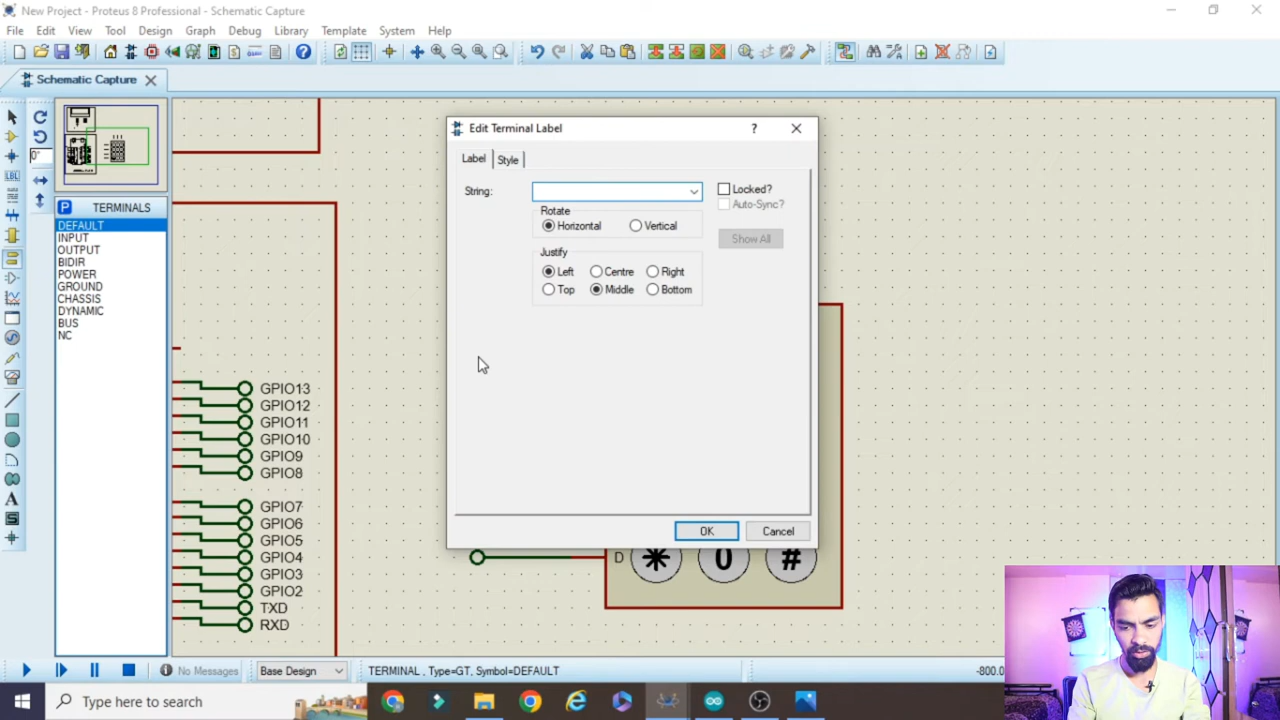 New Project - Proteus 8 Professional - Schematic Capture
File Edit View Tool Design Graph Debug Library Template System Help
Schematic Capture
Edit Terminal Label
?
Label Style
String:
Locked?
Auto-Sync?
Rotate
Horizontal Vertical
Show All
Justify
Left Centre Right
Top Middle Bottom
OK Cancel
0°
LBL
P TERMINALS
DEFAULT
INPUT
OUTPUT
BIDIR
POWER
GROUND
CHASSIS
DYNAMIC
BUS
NC
A
S
GPIO13
GPIO12
GPIO11
GPIO10
GPIO9
GPIO8
GPIO7
GPIO6
GPIO5
GPIO4
GPIO3
GPIO2
TXD
RXD
D * 0 #
No Messages Base Design TERMINAL , Type=GT, Symbol=DEFAULT -800.0
Type here to search